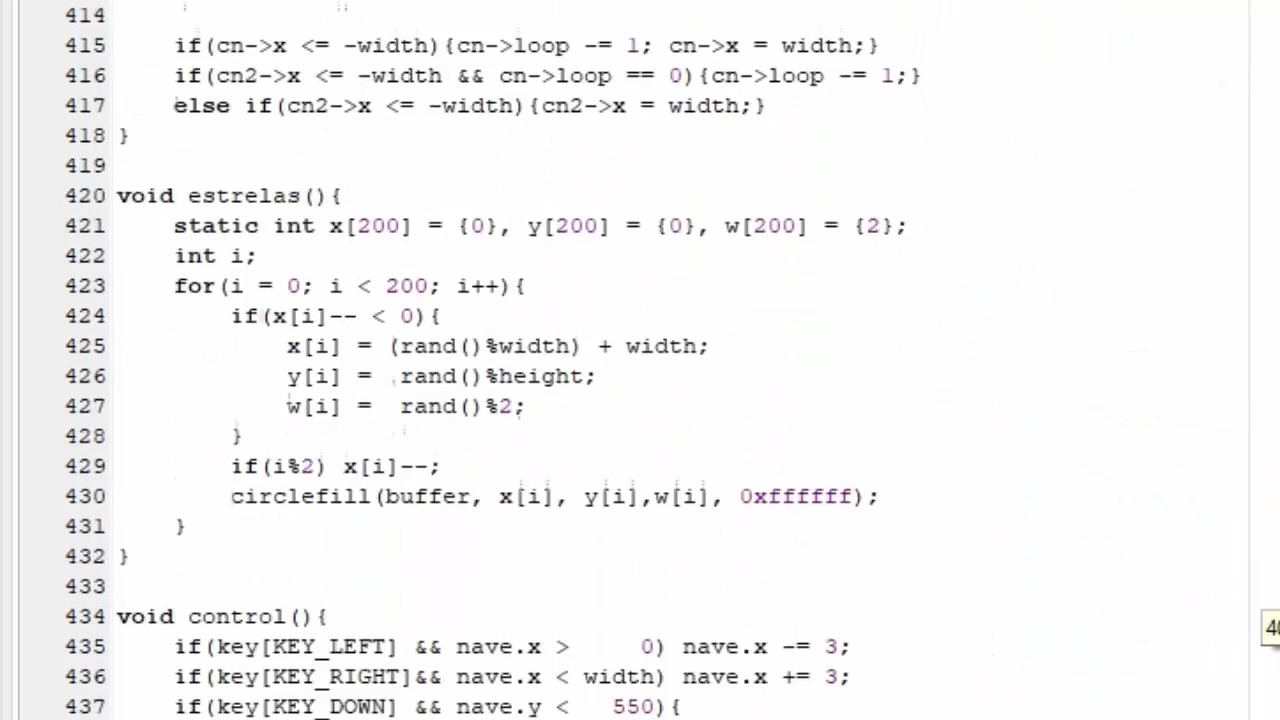 414
415 if(cn->x <= -width){cn->loop -= 1; cn->x = width;}
416 if(cn2->x <= -width && cn->loop == 0){cn->loop -= 1;}
417 else if(cn2->x <= -width){cn2->x = width;}
418 }
419
420 void estrelas(){
421 static int x[200] = {0}, y[200] = {0}, w[200] = {2};
422 int i;
423 for(i = 0; i < 200; i++){
424 if(x[i]-- < 0){
425 x[i] = (rand()%width) + width;
426 y[i] = rand()%height;
427 w[i] = rand()%2;
428 }
429 if(i%2) x[i]--;
430 circlefill(buffer, x[i], y[i],w[i], 0xffffff);
431 }
432 }
433
434 void control(){
435 if(key[KEY_LEFT] && nave.x > 0) nave.x -= 3;
436 if(key[KEY_RIGHT]&& nave.x < width) nave.x += 3;
437 if(key[KEY_DOWN] && nave.y < 550){